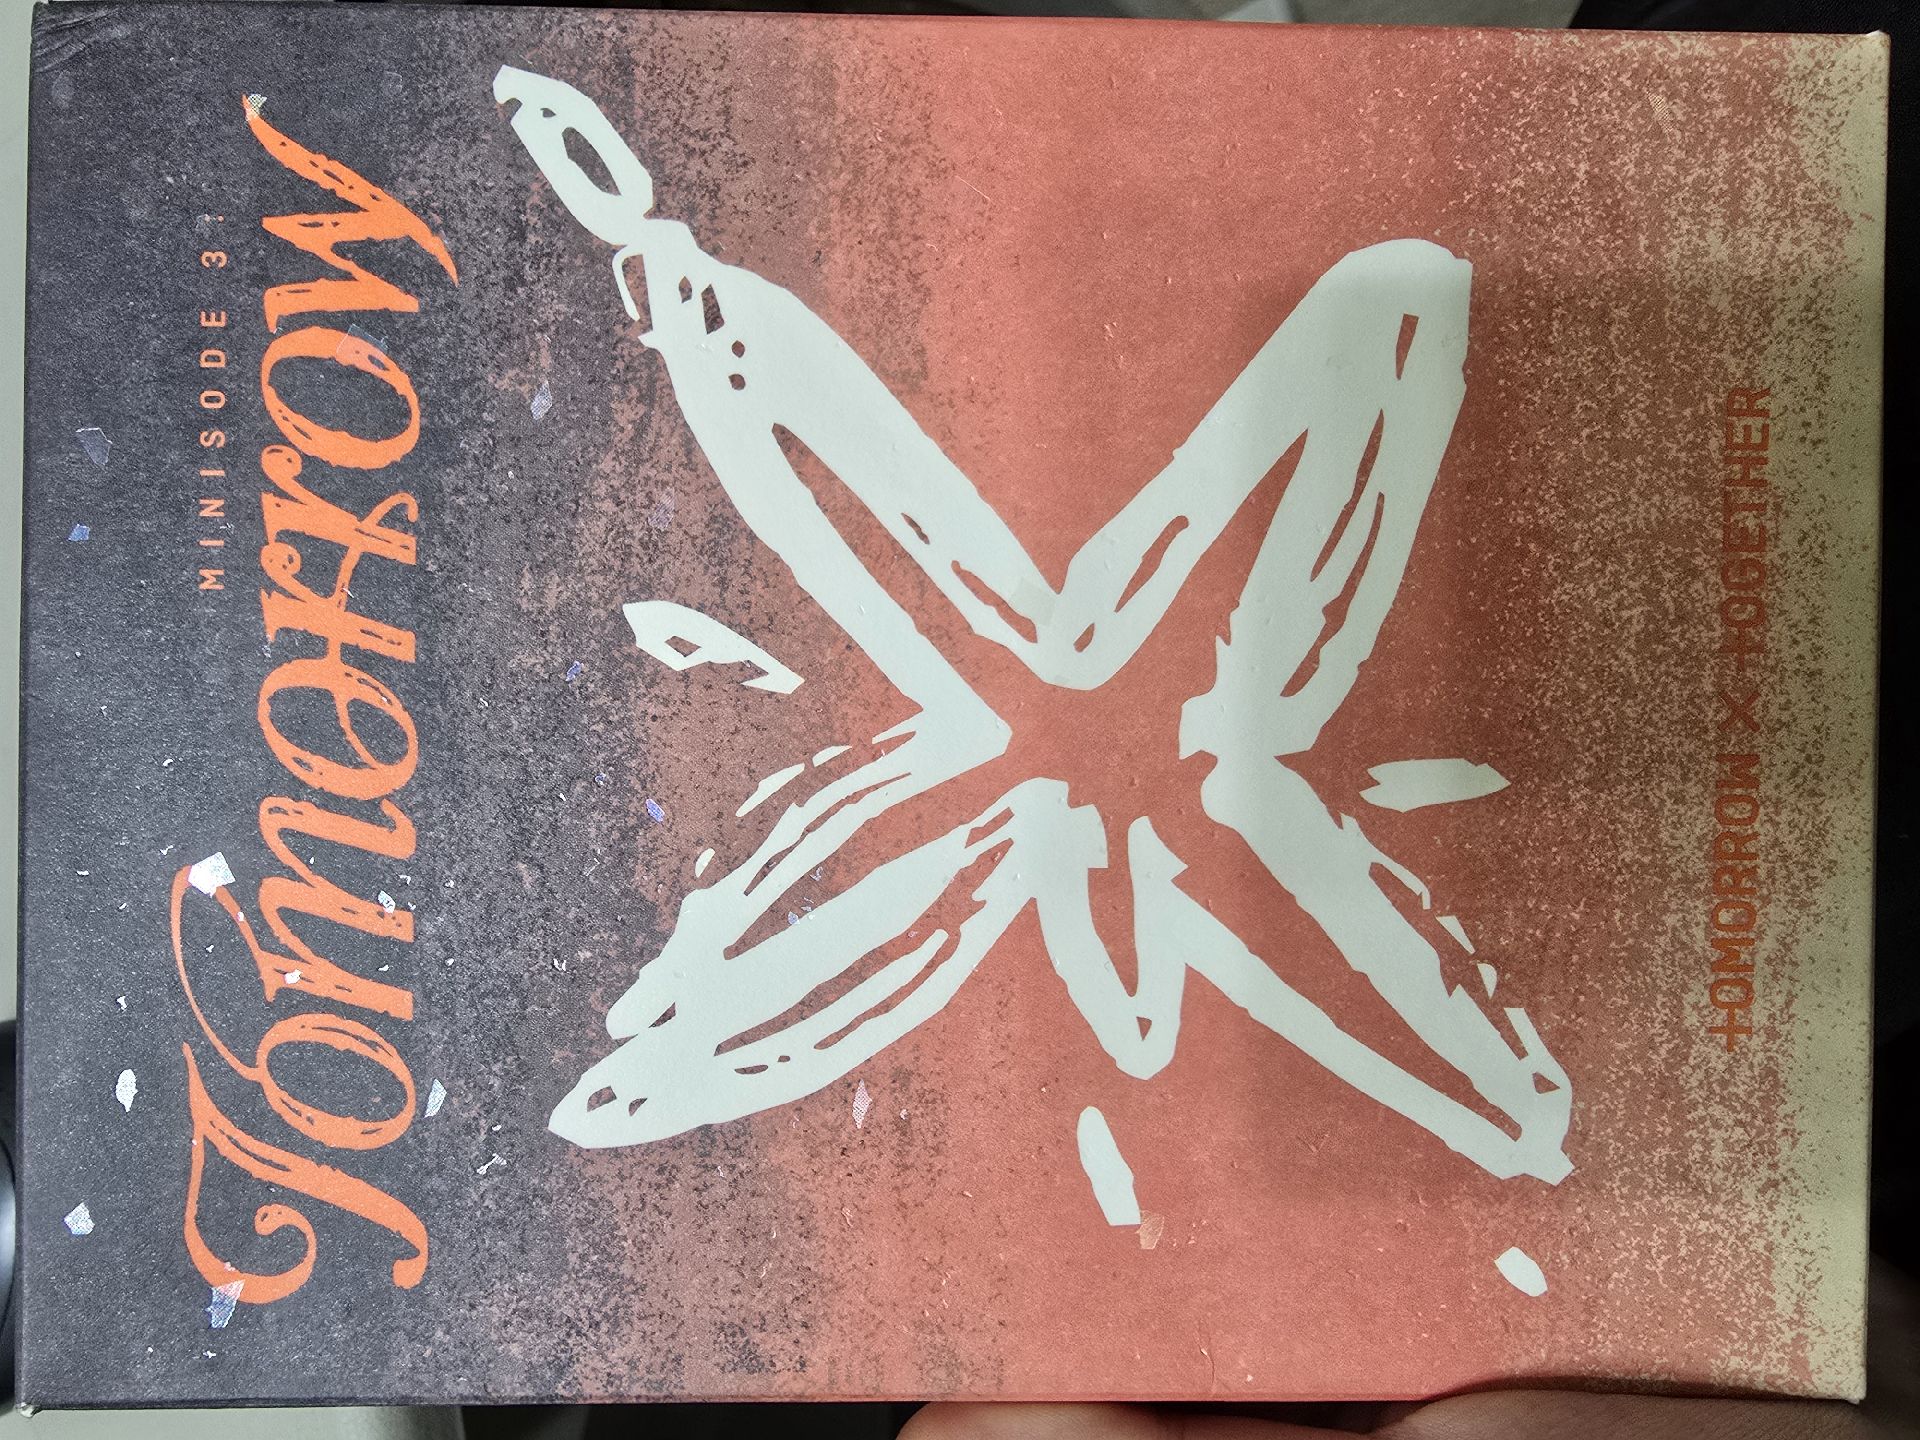 MINISODE 3:
Tomorrow
TOMORROW X TOGETHER